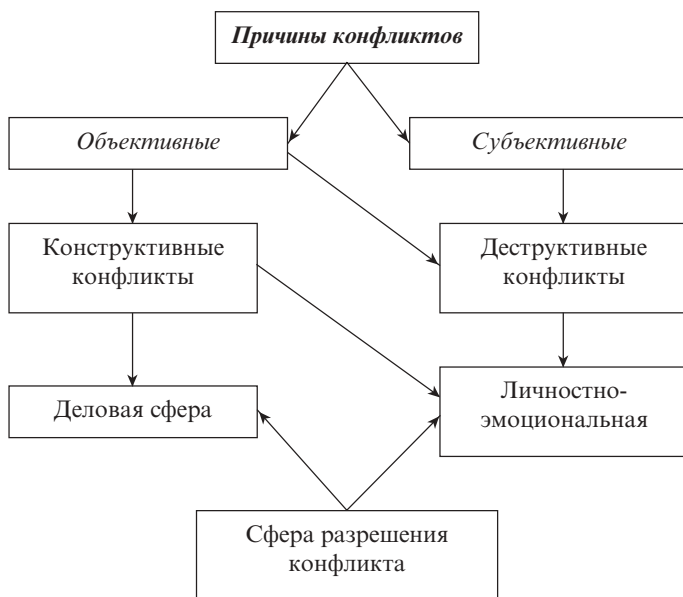 Причины конфликтов
Объективные
Субъективные
Конструктивные
конфликты
Деструктивные
конфликты
Деловая сфера
Личностно-
эмоциональная
Сфера разрешения
конфликта